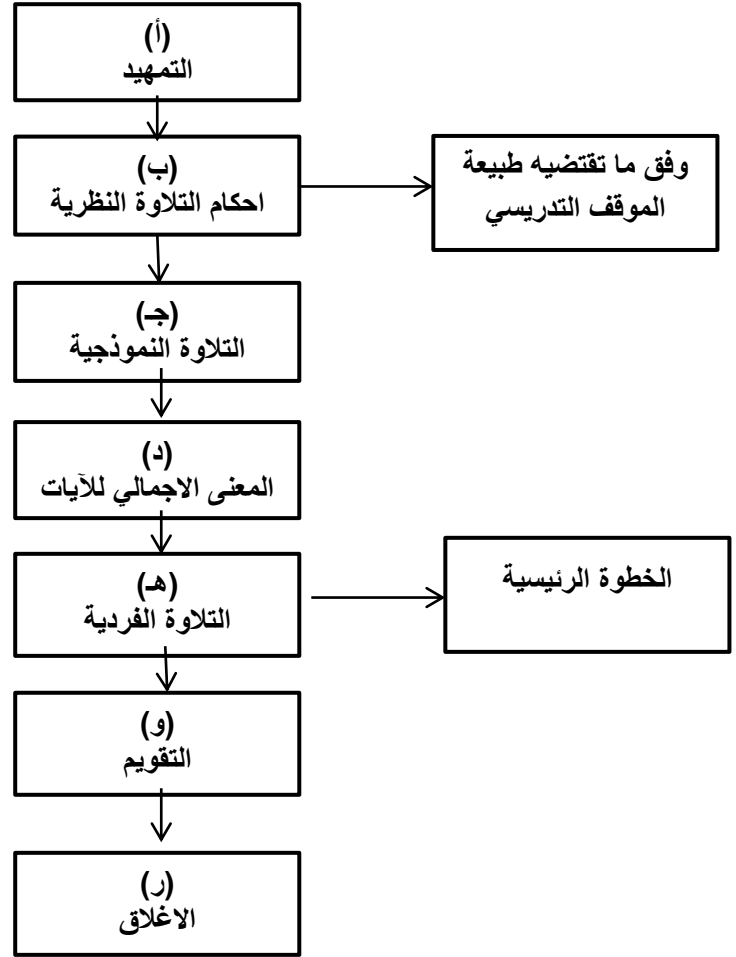 (أ)
التمهيد
(ب)
احكام التلاوة النظرية
وفق ما تقتضيه طبيعة
الموقف التدريسي
(جـ)
التلاوة النموذجية
(د)
المعنى الاجمالي للآيات
(هـ)
التلاوة الفردية
الخطوة الرئيسية
(و)
التقويم
(ر)
الاغلاق